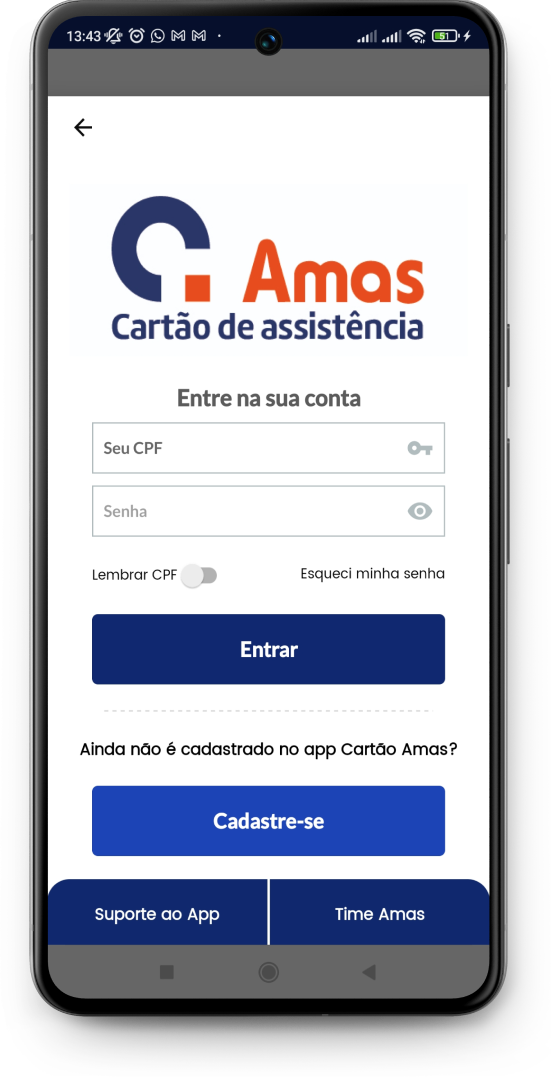 13:43
51
Amas
Cartão de assistência
Entre na sua conta
Seu CPF
Senha
Lembrar CPF
Esqueci minha senha
Entrar
Ainda não é cadastrado no app Cartão Amas?
Cadastre-se
Suporte ao App
Time Amas